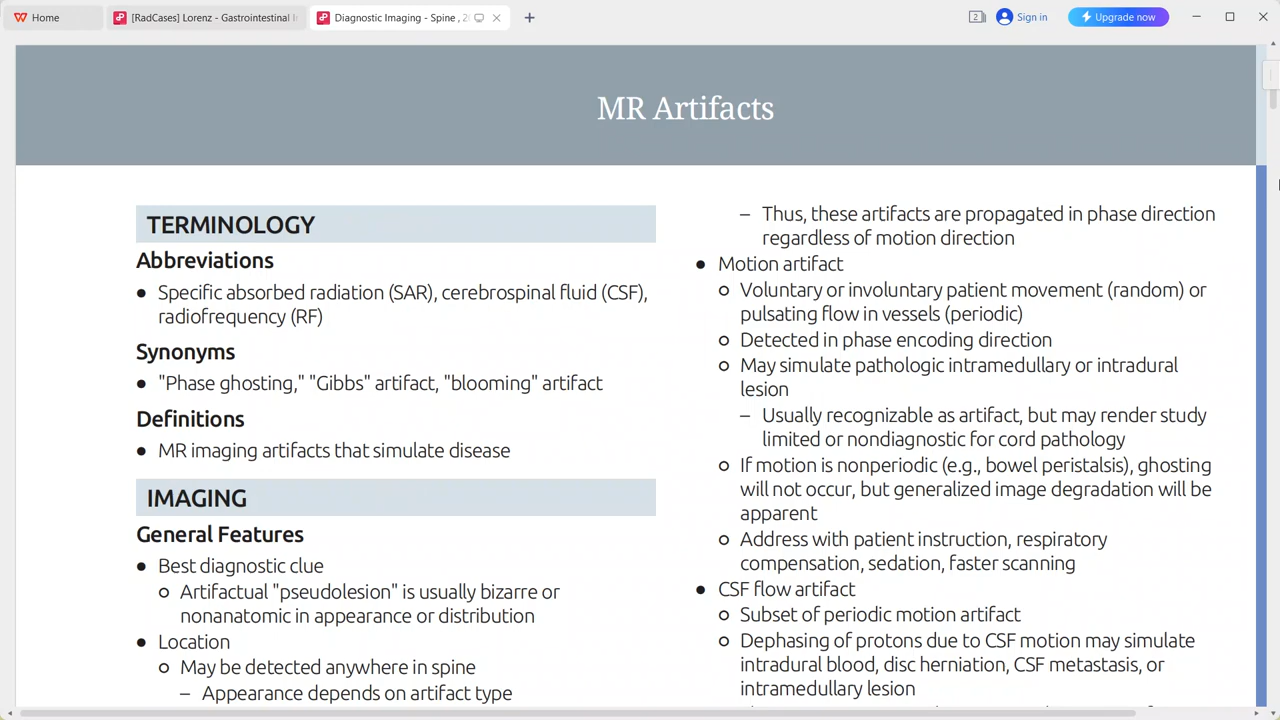 Home
[RadCases] Lorenz - Gastrointestinal I
Diagnostic Imaging - Spine , 2
2
Sign in
Upgrade now
MR Artifacts
TERMINOLOGY
Abbreviations
● Specific absorbed radiation (SAR), cerebrospinal fluid (CSF),
radiofrequency (RF)
Synonyms
● "Phase ghosting," "Gibbs" artifact, "blooming" artifact
Definitions
● MR imaging artifacts that simulate disease
IMAGING
General Features
● Best diagnostic clue
○ Artifactual "pseudolesion" is usually bizarre or
nonanatomic in appearance or distribution
● Location
○ May be detected anywhere in spine
– Appearance depends on artifact type
– Thus, these artifacts are propagated in phase direction
regardless of motion direction
● Motion artifact
○ Voluntary or involuntary patient movement (random) or
pulsating flow in vessels (periodic)
○ Detected in phase encoding direction
○ May simulate pathologic intramedullary or intradural
lesion
– Usually recognizable as artifact, but may render study
limited or nondiagnostic for cord pathology
○ If motion is nonperiodic (e.g., bowel peristalsis), ghosting
will not occur, but generalized image degradation will be
apparent
○ Address with patient instruction, respiratory
compensation, sedation, faster scanning
● CSF flow artifact
○ Subset of periodic motion artifact
○ Dephasing of protons due to CSF motion may simulate
intradural blood, disc herniation, CSF metastasis, or
intramedullary lesion